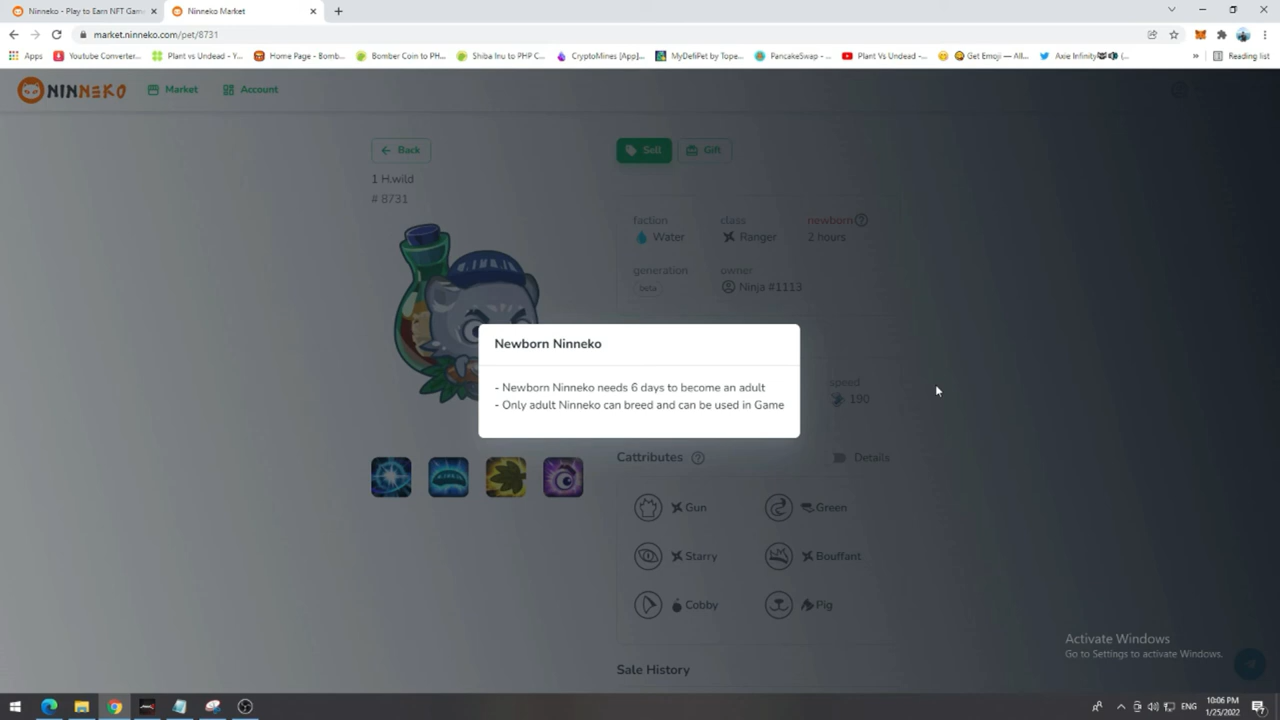 Ninneko - Play to Earn NFT Gam
Ninneko Market
market.ninneko.com/pet/8731
Apps
Youtube Converter...
Plant vs Undead - Y...
Home Page - Bomb...
Bomber Coin to PH...
Shiba Inu to PHP C...
CryptoMines [App]...
MyDefiPet by Tope...
PancakeSwap - ...
Plant Vs Undead -...
Get Emoji — All...
Axie Infinity
Reading list
NINNEKO
Market
Account
Back
Sell
Gift
1 H.wild
# 8731
faction
class
newborn
Water
Ranger
2 hours
generation
owner
beta
Ninja #1113
Newborn Ninneko
- Newborn Ninneko needs 6 days to become an adult
- Only adult Ninneko can breed and can be used in Game
speed
190
Cattributes
Details
Gun
Green
Starry
Bouffant
Cobby
Pig
Sale History
Activate Windows
Go to Settings to activate Windows.
ENG
10:06 PM
1/25/2022